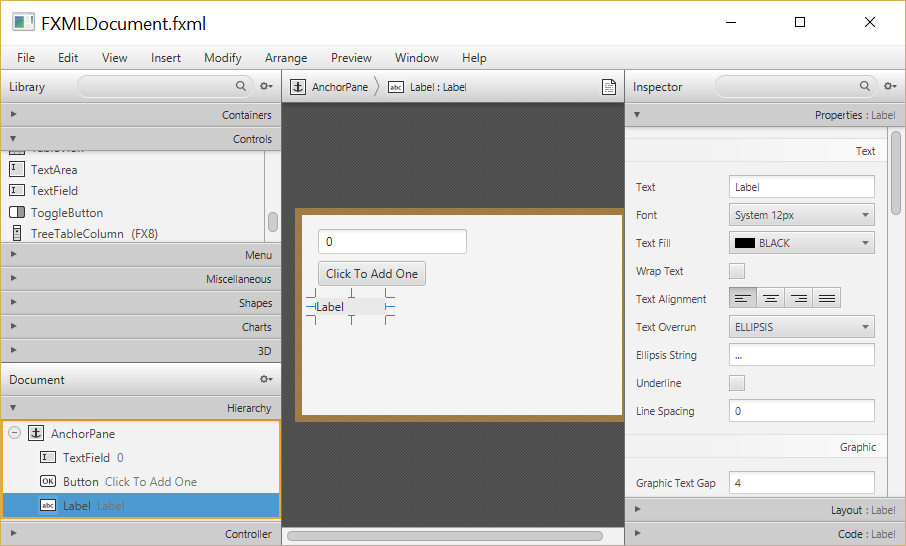 FXMLDocument.fxml
File Edit View Insert Modify Arrange Preview Window Help
Library
Containers
Controls
TextArea
TextField
ToggleButton
TreeTableColumn (FX8)
Menu
Miscellaneous
Shapes
Charts
3D
Document
Hierarchy
AnchorPane
TextField 0
OK Button Click To Add One
abc Label Label
Controller
AnchorPane abc Label : Label
0
Click To Add One
Label
Inspector
Properties : Label
Text
Text Label
Font System 12px
Text Fill BLACK
Wrap Text
Text Alignment
Text Overrun ELLIPSIS
Ellipsis String ...
Underline
Line Spacing 0
Graphic
Graphic Text Gap 4
Layout : Label
Code : Label